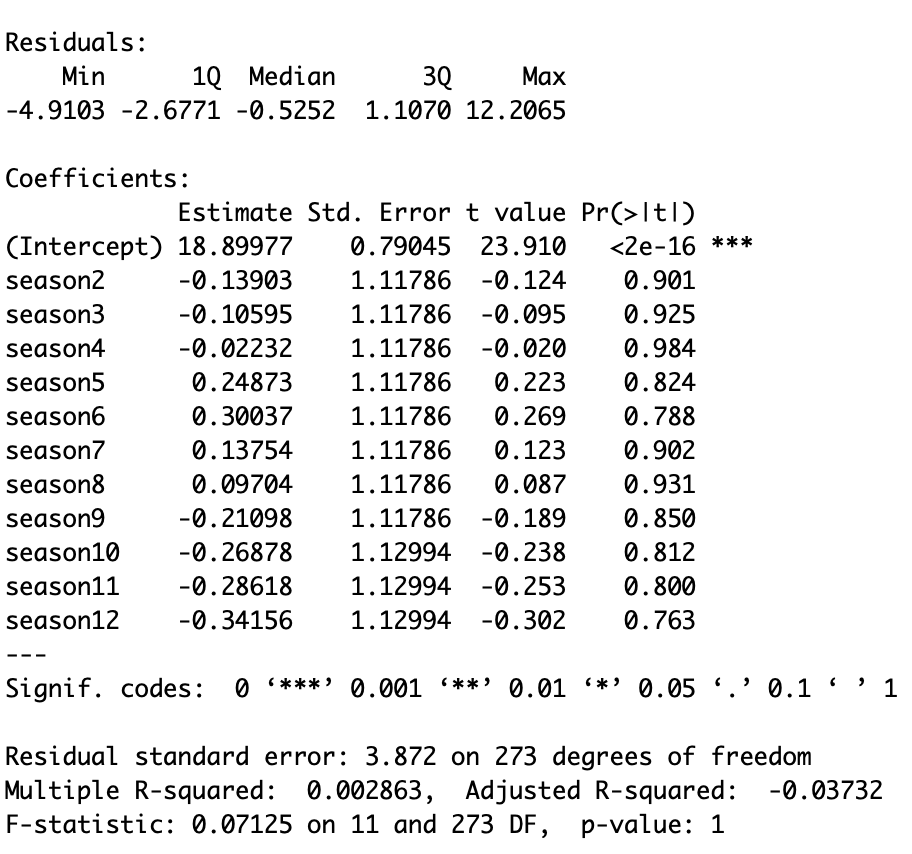 Residuals:
    Min      1Q  Median      3Q     Max
-4.9103 -2.6771 -0.5252  1.1070 12.2065
Coefficients:
            Estimate Std. Error t value Pr(>|t|)
(Intercept) 18.89977    0.79045  23.910   <2e-16 ***
season2     -0.13903    1.11786  -0.124    0.901
season3     -0.10595    1.11786  -0.095    0.925
season4     -0.02232    1.11786  -0.020    0.984
season5      0.24873    1.11786   0.223    0.824
season6      0.30037    1.11786   0.269    0.788
season7      0.13754    1.11786   0.123    0.902
season8      0.09704    1.11786   0.087    0.931
season9     -0.21098    1.11786  -0.189    0.850
season10    -0.26878    1.12994  -0.238    0.812
season11    -0.28618    1.12994  -0.253    0.800
season12    -0.34156    1.12994  -0.302    0.763
---
Signif. codes:  0 ‘***’ 0.001 ‘**’ 0.01 ‘*’ 0.05 ‘.’ 0.1 ‘ ’ 1
Residual standard error: 3.872 on 273 degrees of freedom
Multiple R-squared:  0.002863,  Adjusted R-squared:  -0.03732
F-statistic: 0.07125 on 11 and 273 DF,  p-value: 1